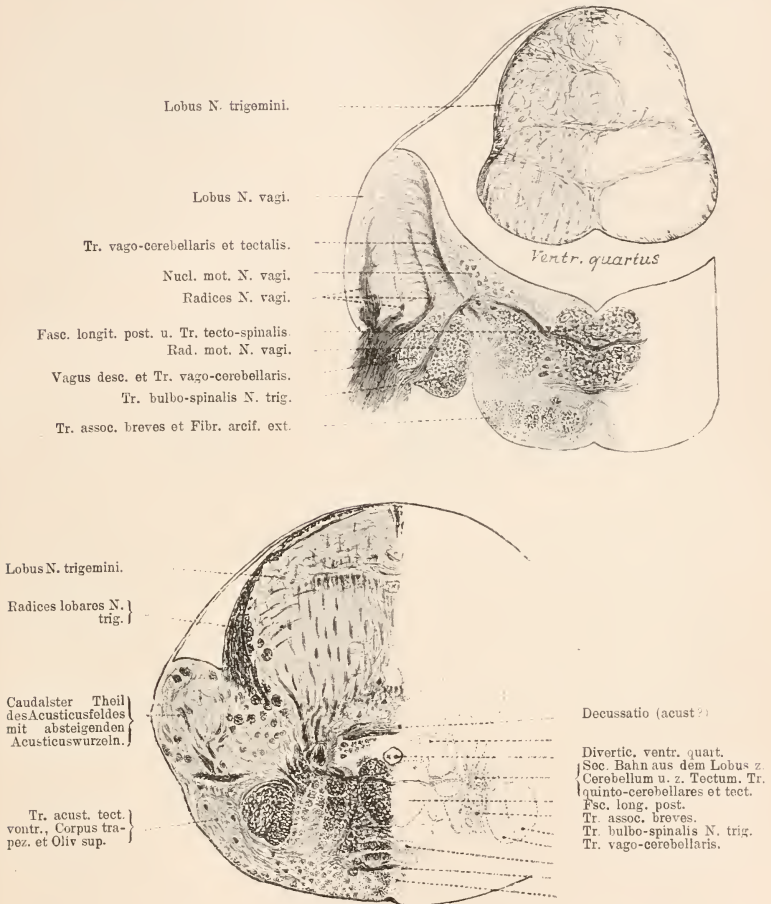 Lobus N. trigemini.
Lobus N. vagi.
Tr. vago-cerebellaris et tectalis.
Ventr. quartus
Nucl. mot. N. vagi.
Radices N. vagi.
Fasc. longit. post. u. Tr. tecto-spinalis.
Rad. mot. N. vagi.
Vagus desc. et Tr. vago-cerebellaris.
Tr. bulbo-spinalis N. trig.
Tr. assoc. breves et Fibr. arcif. ext.
Lobus N. trigemini.
Radices lobares N.
trig.
Caudalster Theil
des Acusticusfeldes
mit absteigenden
Acusticuswurzeln.
Tr. acust. tect.
ventr., Corpus tra-
pez. et Oliv sup.
Decussatio (acust?)
Divertic. ventr. quart.
Sec. Bahn aus dem Lobus z.
Cerebellum u. z. Tectum. Tr.
quinto-cerebellares et tect.
Fsc. long. post.
Tr. assoc. breves.
Tr. bulbo-spinalis N. trig.
Tr. vago-cerebellaris.